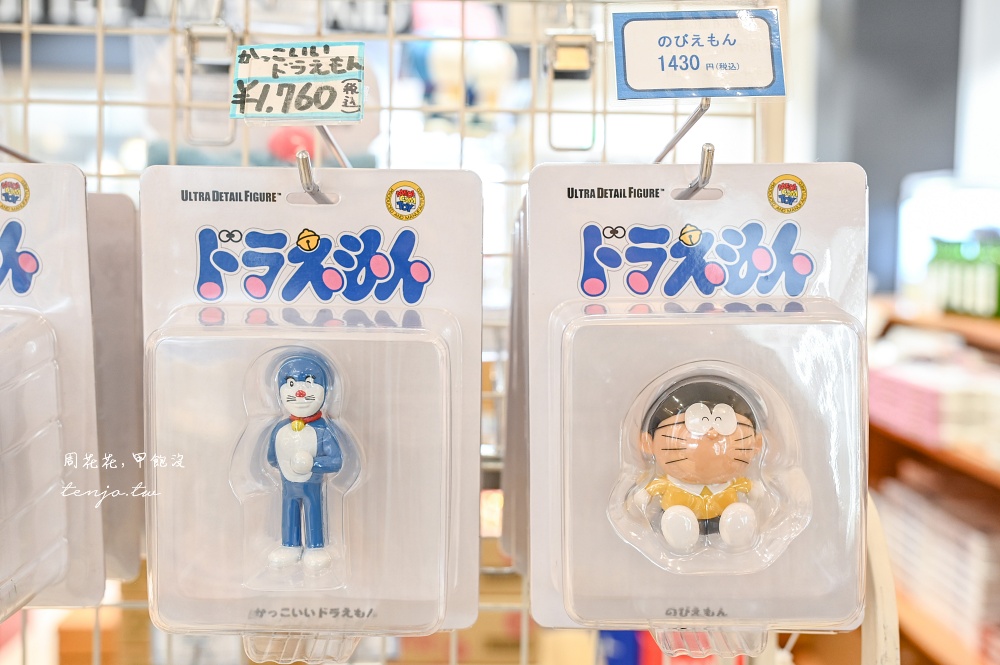 かっこいい
ドラえもん
¥1,760(税込)
のびえもん
1430 円(税込)
ULTRA DETAIL FIGURE™
ドラえもん
かっこいいドラえもん
ULTRA DETAIL FIGURE™
ドラえもん
のびえもん
周花花,甲飽沒
tenjo.tw